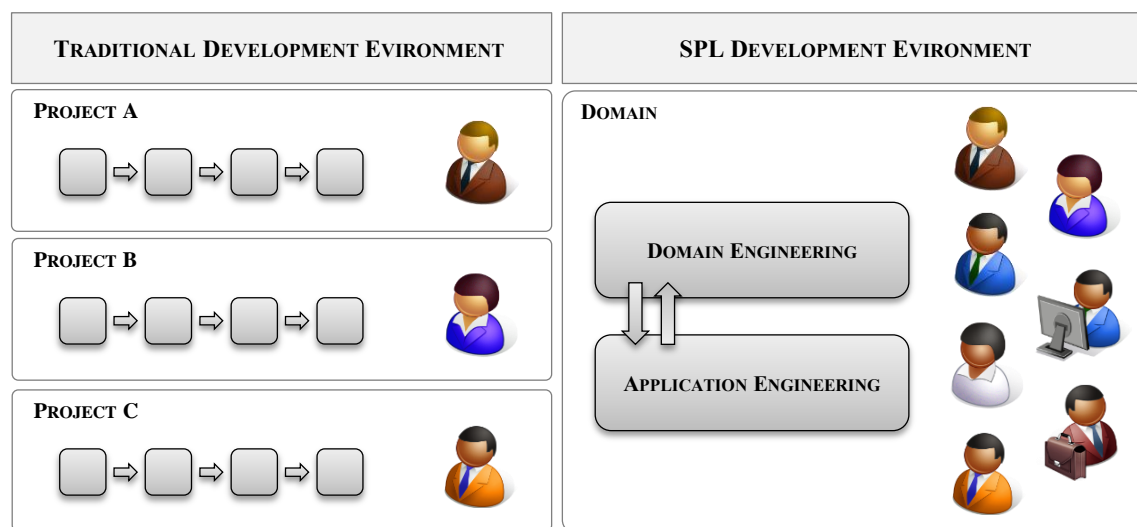 TRADITIONAL DEVELOPMENT EVIRONMENT
SPL DEVELOPMENT EVIRONMENT
PROJECT A
PROJECT B
PROJECT C
DOMAIN
DOMAIN ENGINEERING
APPLICATION ENGINEERING